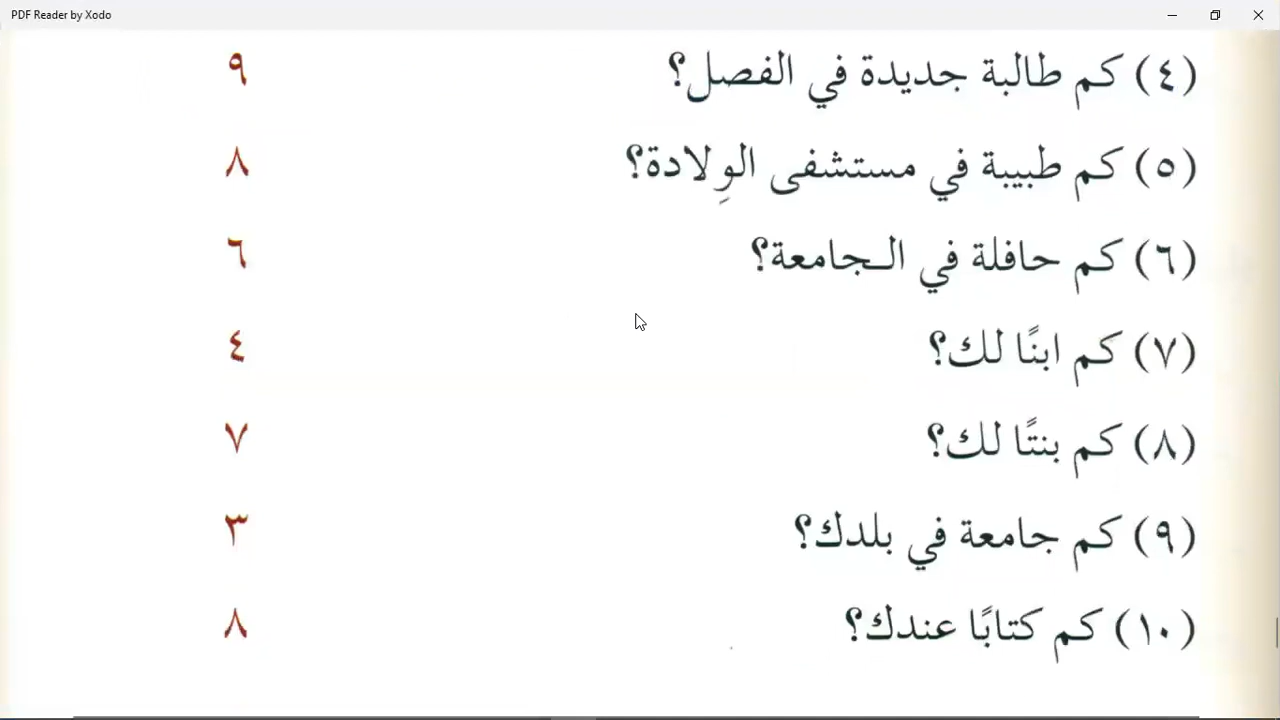 PDF Reader by Xodo
(٤) كم طالبة جديدة في الفصل؟ ٩
(٥) كم طبيبة في مستشفى الوِلادة؟ ٨
(٦) كم حافلة في الـجامعة؟ ٦
(٧) كم ابنًا لك؟ ٤
(٨) كم بنتًا لك؟ ٧
(٩) كم جامعة في بلدك؟ ٣
(١٠) كم كتابًا عندك؟ ٨